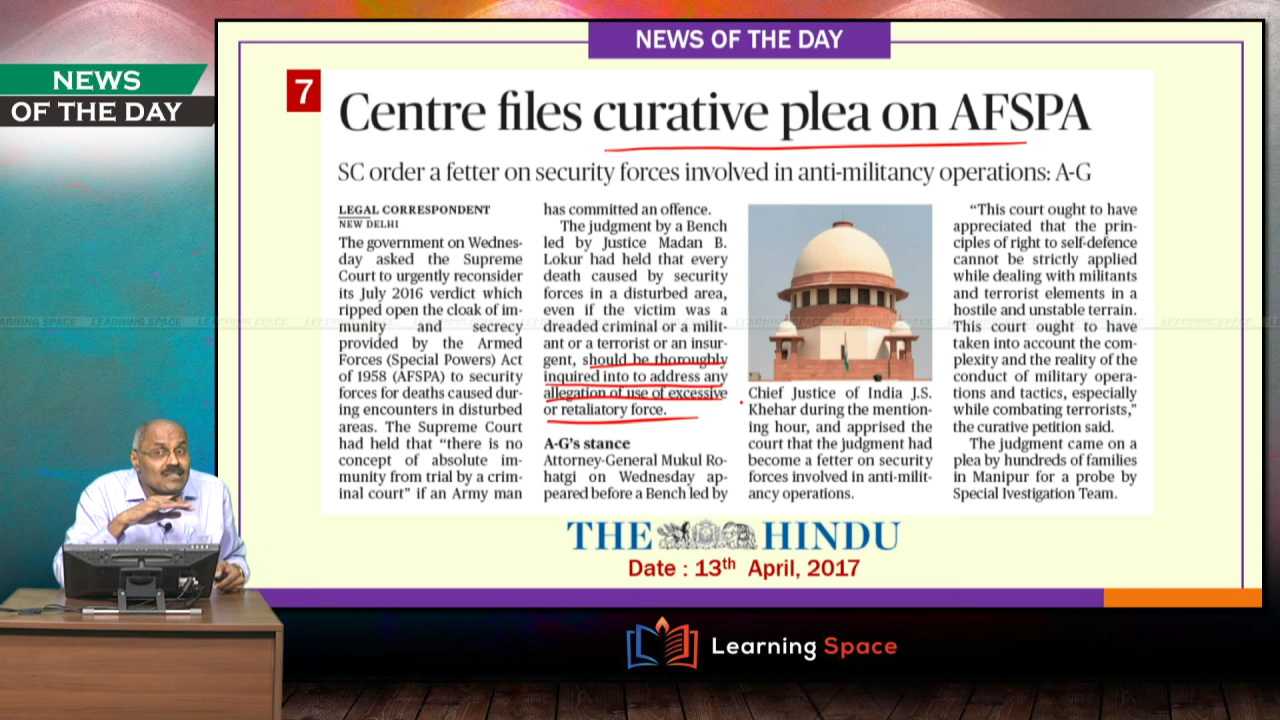 NEWS OF THE DAY
NEWS
OF THE DAY
7
Centre files curative plea on AFSPA
SC order a fetter on security forces involved in anti-militancy operations: A-G
LEGAL CORRESPONDENT
NEW DELHI
The government on Wednes-
day asked the Supreme
Court to urgently reconsider
its July 2016 verdict which
ripped open the cloak of im-
munity and secrecy
provided by the Armed
Forces (Special Powers) Act
of 1958 (AFSPA) to security
forces for deaths caused dur-
ing encounters in disturbed
areas. The Supreme Court
had held that “there is no
concept of absolute im-
munity from trial by a crim-
inal court” if an Army man
has committed an offence.
The judgment by a Bench
led by Justice Madan B.
Lokur had held that every
death caused by security
forces in a disturbed area,
even if the victim was a
dreaded criminal or a milit-
ant or a terrorist or an insur-
gent, should be thoroughly
inquired into to address any
allegation of use of excessive
or retaliatory force.
A-G’s stance
Attorney-General Mukul Ro-
hatgi on Wednesday ap-
peared before a Bench led by
Chief Justice of India J.S.
Khehar during the mention-
ing hour, and apprised the
court that the judgment had
become a fetter on security
forces involved in anti-milit-
ancy operations.
“This court ought to have
appreciated that the prin-
ciples of right to self-defence
cannot be strictly applied
while dealing with militants
and terrorist elements in a
hostile and unstable terrain.
This court ought to have
taken into account the com-
plexity and the reality of the
conduct of military opera-
tions and tactics, especially
while combating terrorists,”
the curative petition said.
The judgment came on a
plea by hundreds of families
in Manipur for a probe by
Special Ivestigation Team.
THE HINDU
Date : 13th April, 2017
Learning Space